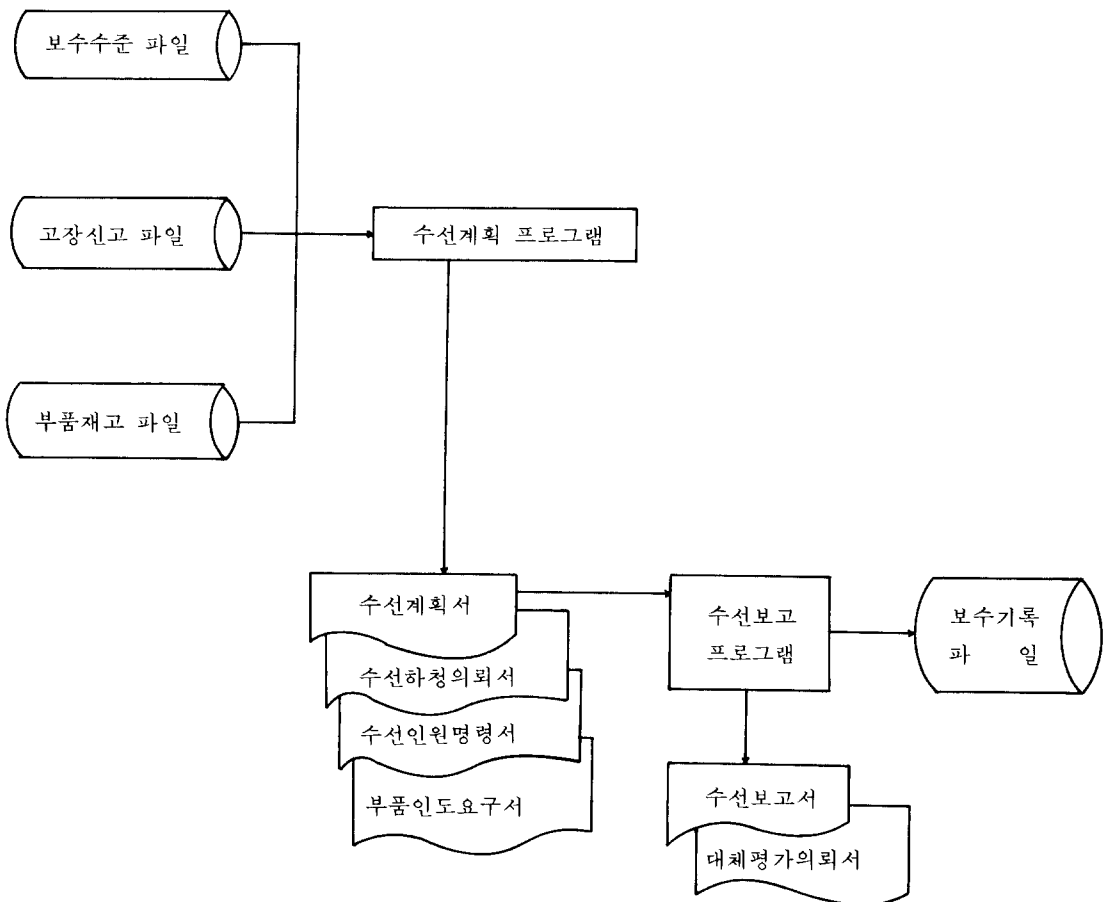 보수수준 파일
고장신고 파일
수선계획 프로그램
부품재고 파일
수선계획서
수선하청의뢰서
수선인원명령서
부품인도요구서
수선보고
프로그램
보수기록
파 일
수선보고서
대체평가의뢰서